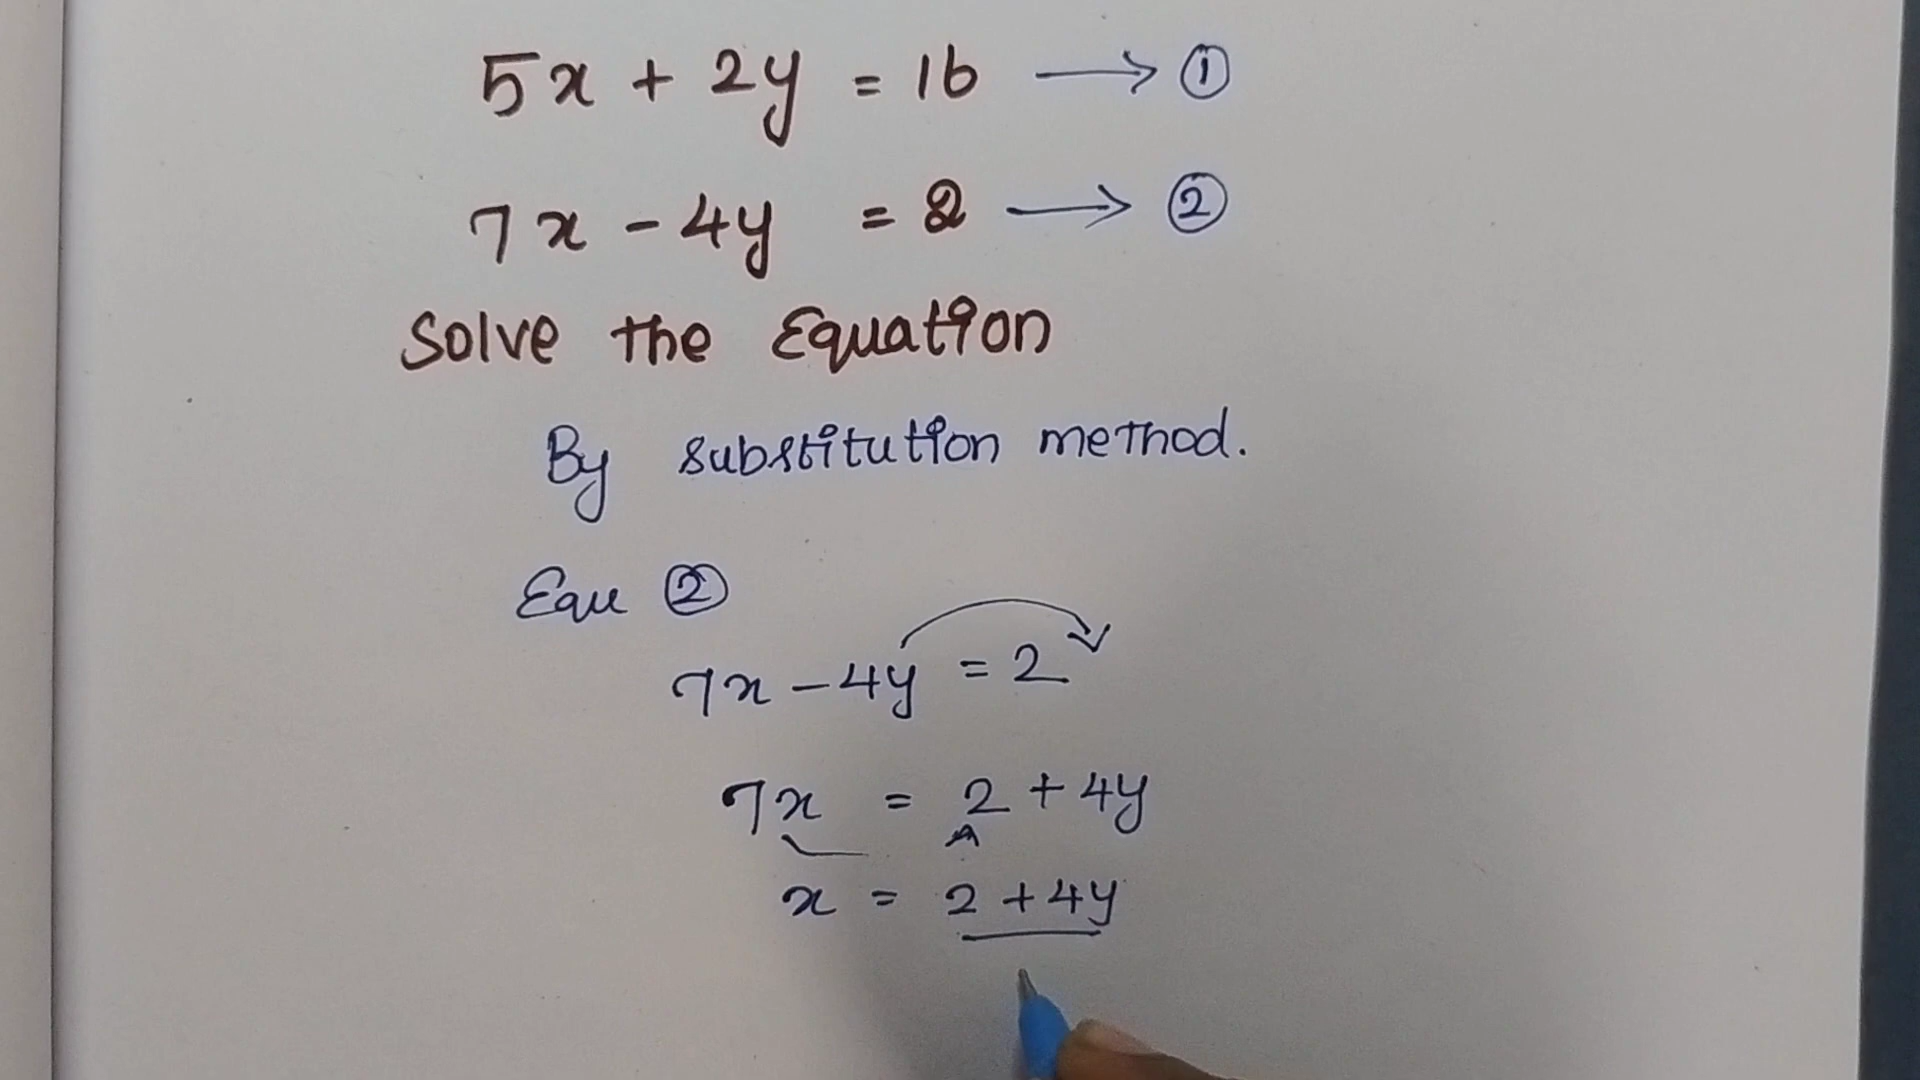 5x + 2y = 16 → ①
7x - 4y = 2 → ②
Solve the Equation
By substitution method.
Equ ②
7x - 4y = 2
7x = 2 + 4y
x = 2 + 4y